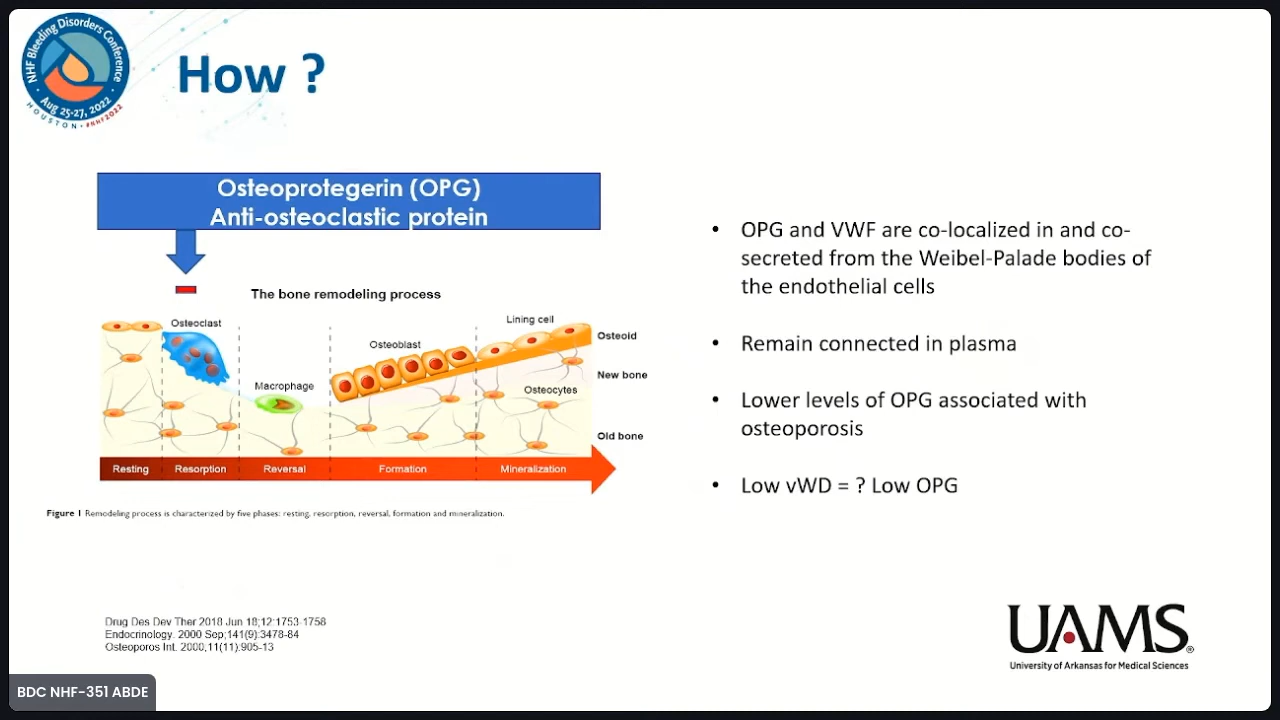 NHF Bleeding Disorders Conference
Aug 25-27, 2022
HOUSTON • #NHF2022
How ?
Osteoprotegerin (OPG)
Anti-osteoclastic protein
The bone remodeling process
Osteoclast
Macrophage
Osteoblast
Lining cell
Osteoid
New bone
Osteocytes
Old bone
Resting
Resorption
Reversal
Formation
Mineralization
Figure 1 Remodeling process is characterized by five phases: resting, resorption, reversal, formation and mineralization.
• OPG and VWF are co-localized in and co-
secreted from the Weibel-Palade bodies of
the endothelial cells
• Remain connected in plasma
• Lower levels of OPG associated with
osteoporosis
• Low vWD = ? Low OPG
Drug Des Dev Ther 2018 Jun 18;12:1753-1758
Endocrinology. 2000 Sep;141(9):3478-84
Osteoporos Int. 2000;11(11):905-13
UAMS®
University of Arkansas for Medical Sciences
BDC NHF-351 ABDE